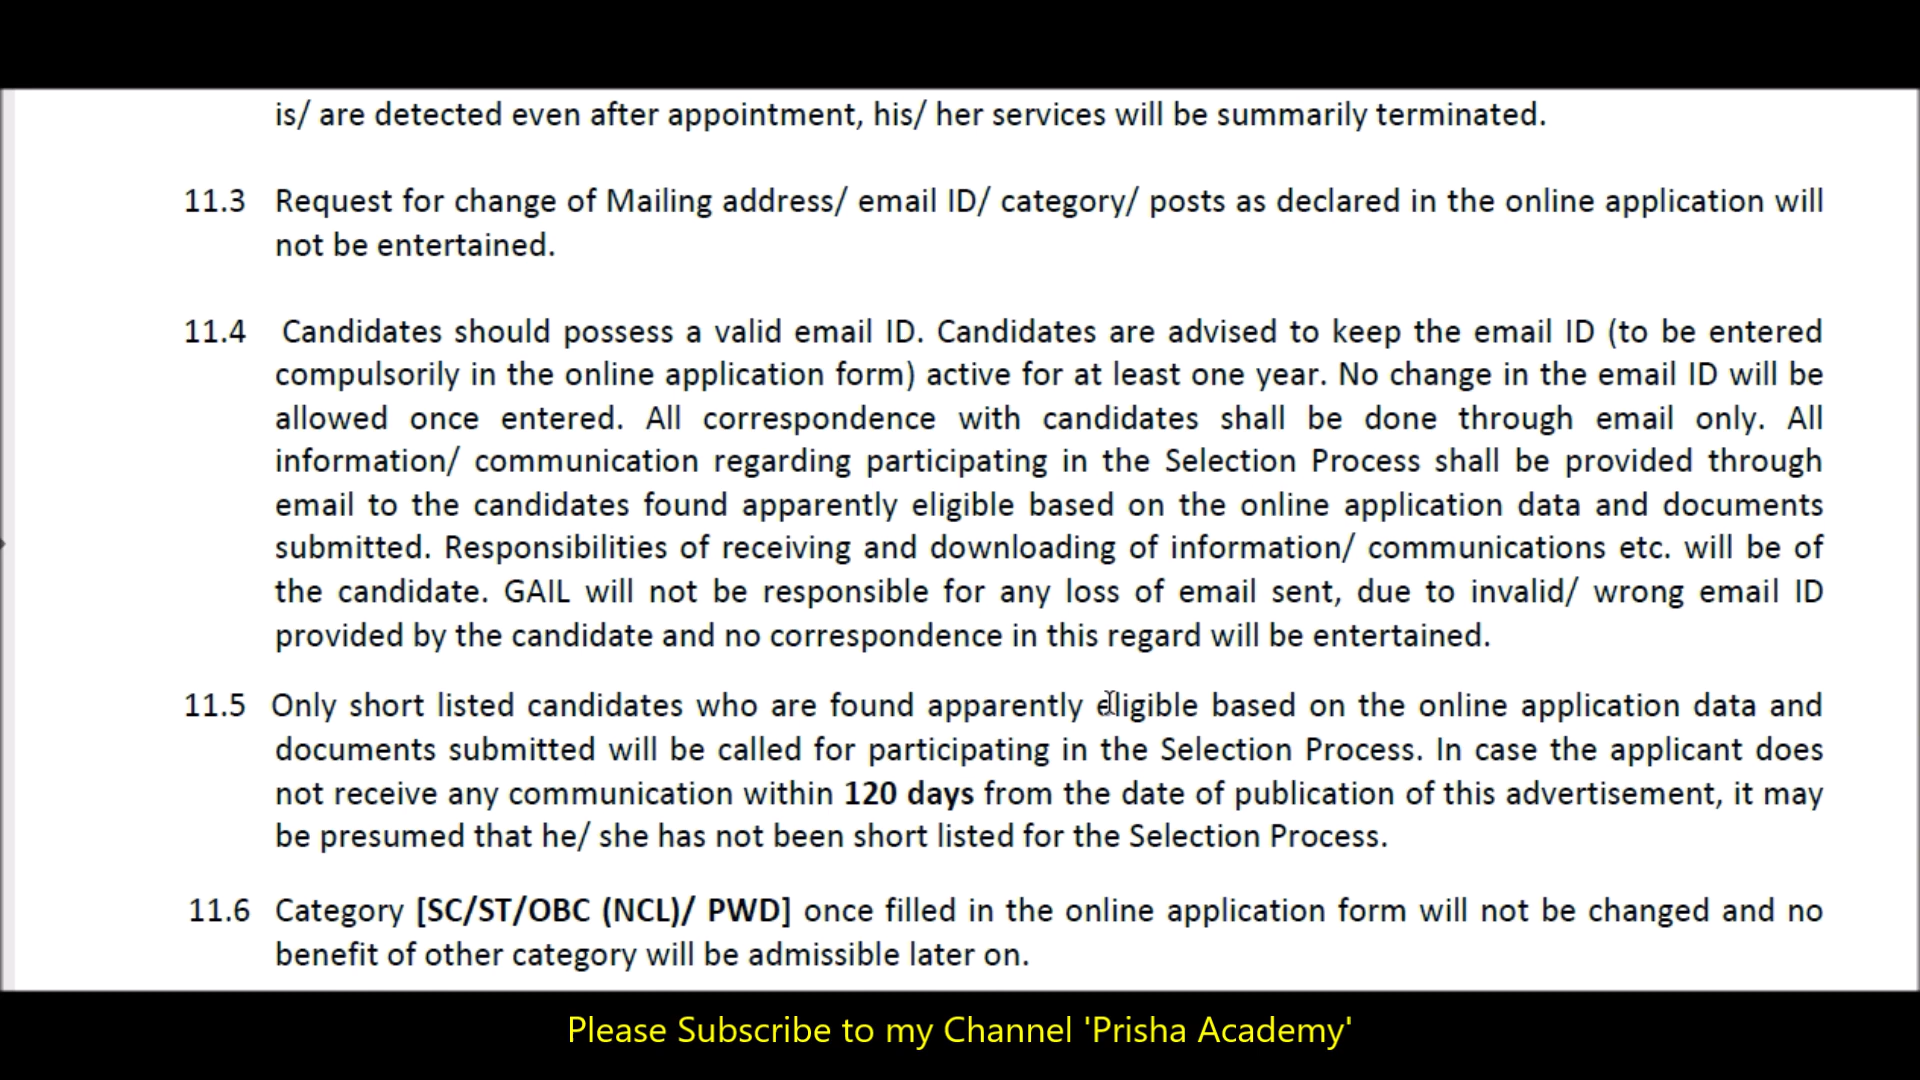 is/ are detected even after appointment, his/ her services will be summarily terminated.
11.3 Request for change of Mailing address/ email ID/ category/ posts as declared in the online application will
not be entertained.
11.4 Candidates should possess a valid email ID. Candidates are advised to keep the email ID (to be entered
compulsorily in the online application form) active for at least one year. No change in the email ID will be
allowed once entered. All correspondence with candidates shall be done through email only. All
information/ communication regarding participating in the Selection Process shall be provided through
email to the candidates found apparently eligible based on the online application data and documents
submitted. Responsibilities of receiving and downloading of information/ communications etc. will be of
the candidate. GAIL will not be responsible for any loss of email sent, due to invalid/ wrong email ID
provided by the candidate and no correspondence in this regard will be entertained.
11.5 Only short listed candidates who are found apparently eligible based on the online application data and
documents submitted will be called for participating in the Selection Process. In case the applicant does
not receive any communication within 120 days from the date of publication of this advertisement, it may
be presumed that he/ she has not been short listed for the Selection Process.
11.6 Category [SC/ST/OBC (NCL)/ PWD] once filled in the online application form will not be changed and no
benefit of other category will be admissible later on.
Please Subscribe to my Channel 'Prisha Academy'